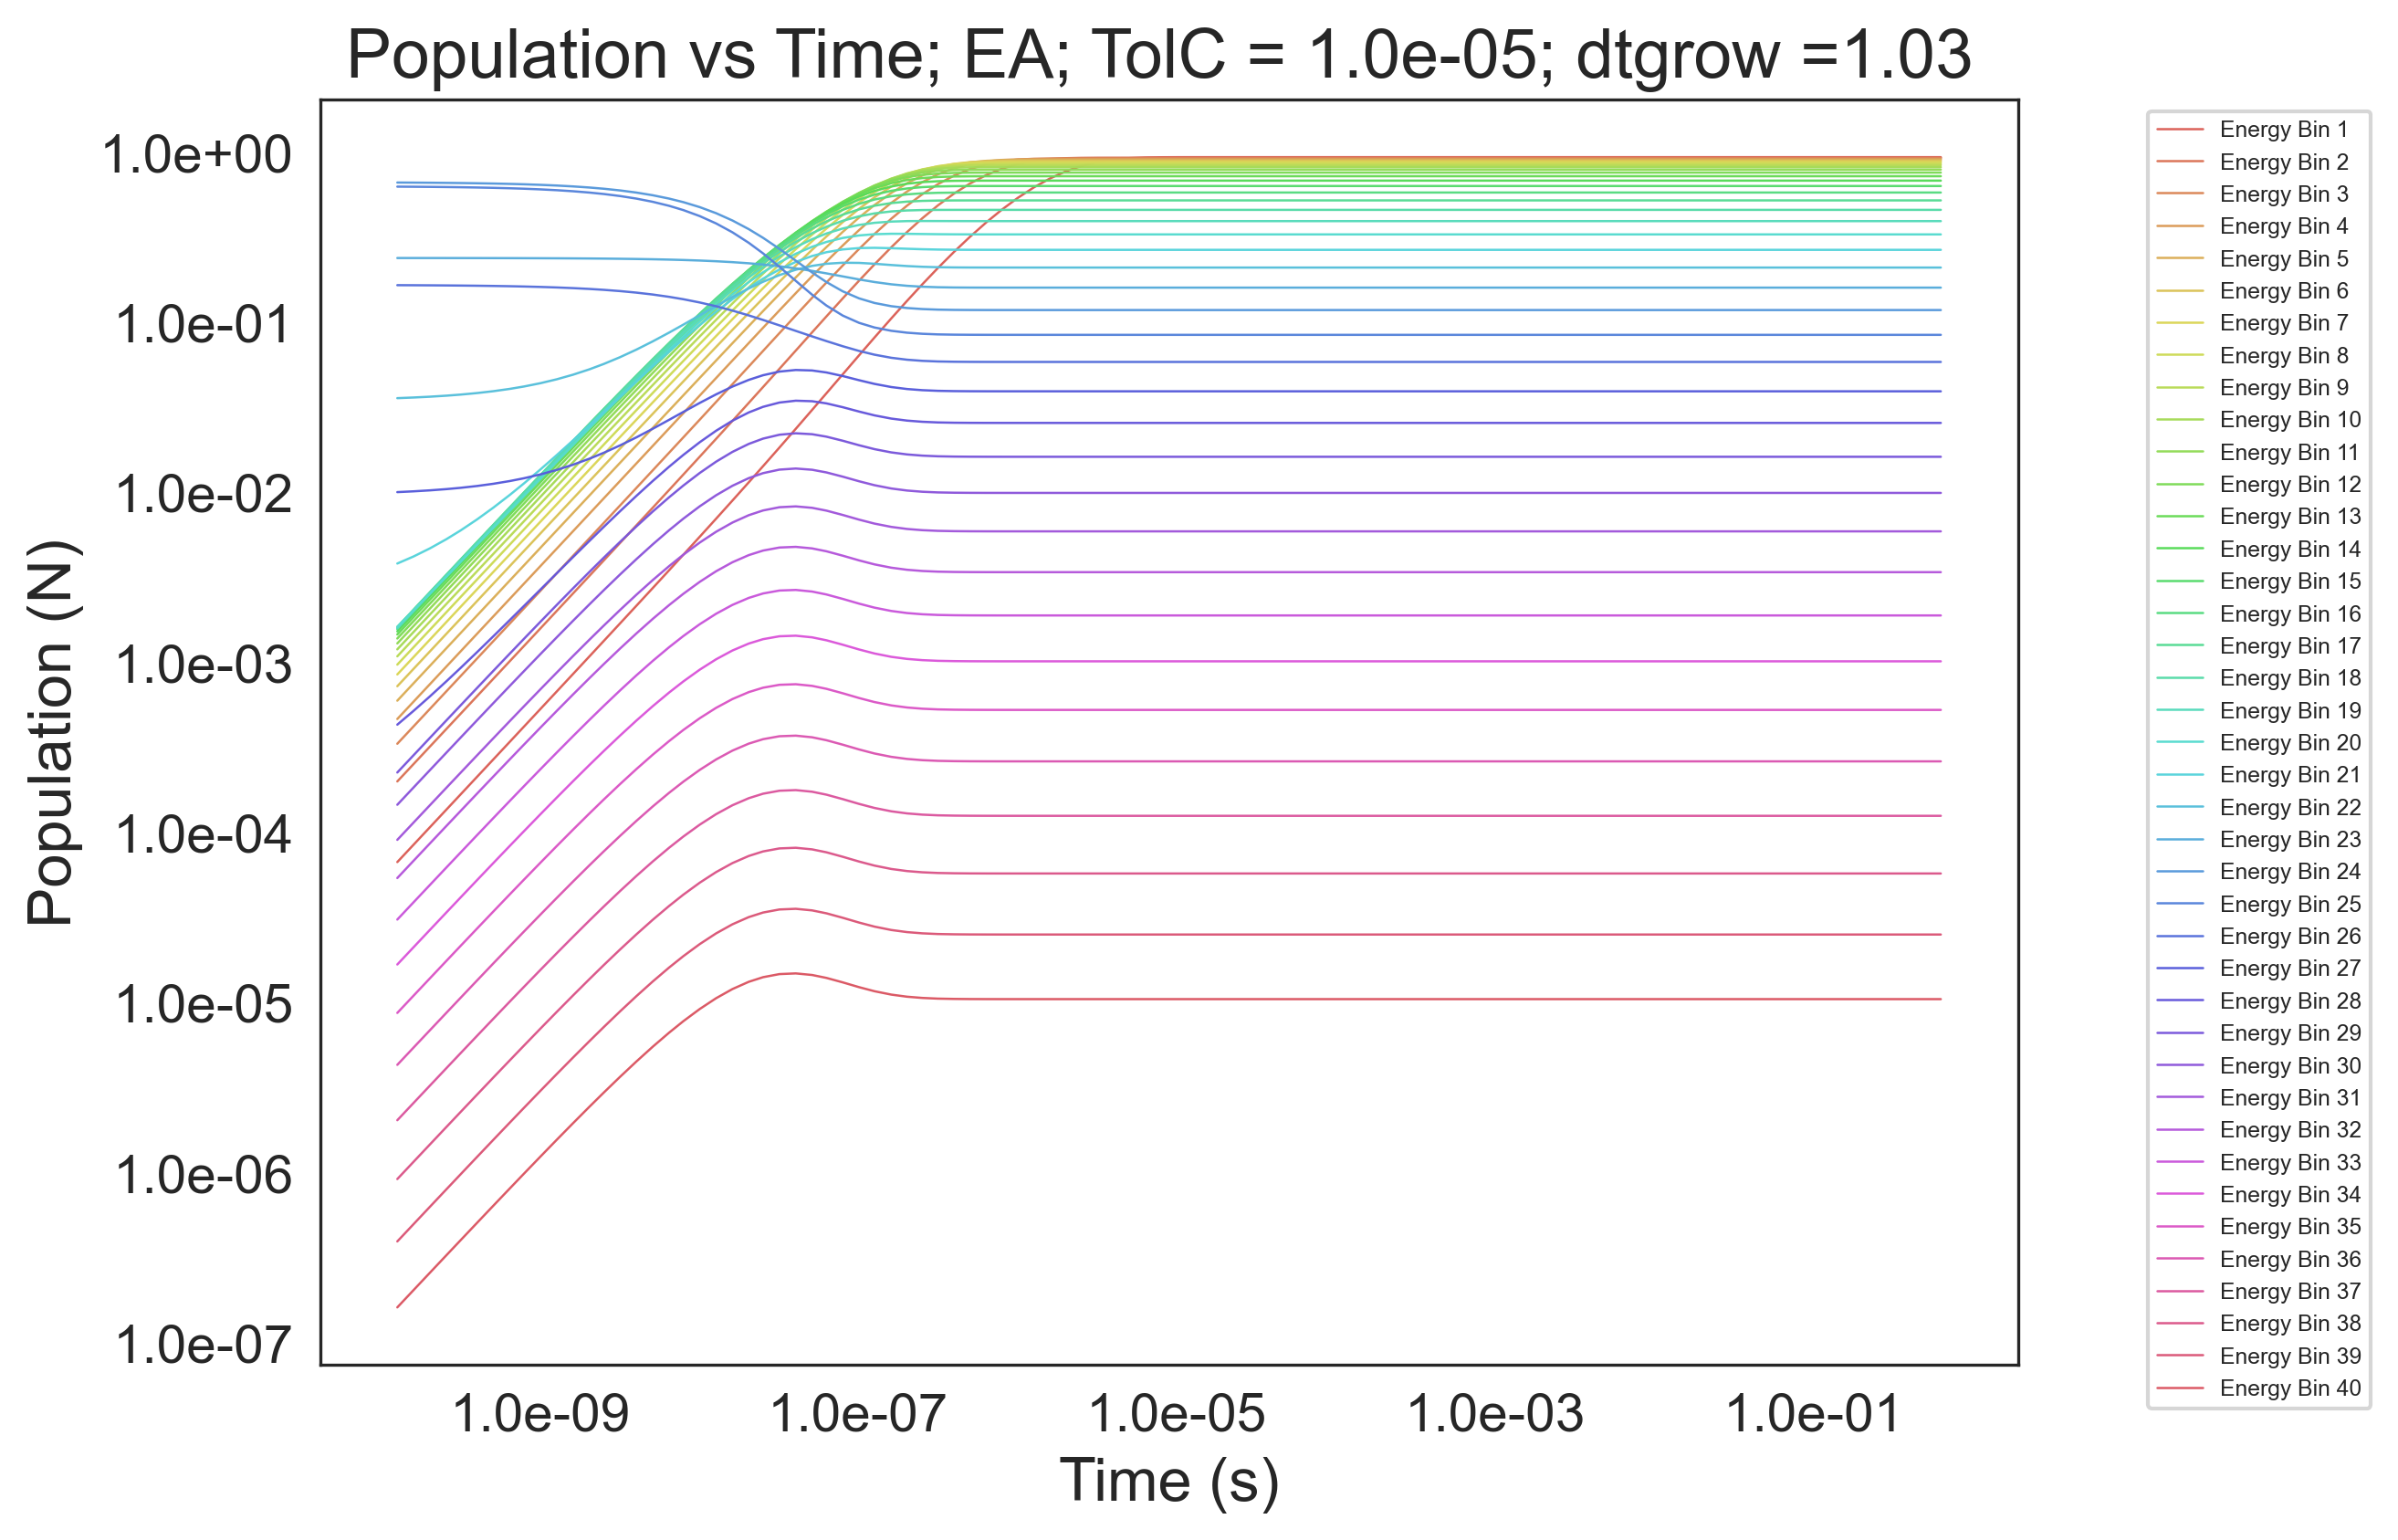 Population vs Time; EA; TolC = 1.0e-05; dtgrow =1.03
1.0e+00
1.0e-01
1.0e-02
1.0e-03
1.0e-04
1.0e-05
1.0e-06
1.0e-07
Population (N)
1.0e-09
1.0e-07
1.0e-05
1.0e-03
1.0e-01
Time (s)
Energy Bin 1
Energy Bin 2
Energy Bin 3
Energy Bin 4
Energy Bin 5
Energy Bin 6
Energy Bin 7
Energy Bin 8
Energy Bin 9
Energy Bin 10
Energy Bin 11
Energy Bin 12
Energy Bin 13
Energy Bin 14
Energy Bin 15
Energy Bin 16
Energy Bin 17
Energy Bin 18
Energy Bin 19
Energy Bin 20
Energy Bin 21
Energy Bin 22
Energy Bin 23
Energy Bin 24
Energy Bin 25
Energy Bin 26
Energy Bin 27
Energy Bin 28
Energy Bin 29
Energy Bin 30
Energy Bin 31
Energy Bin 32
Energy Bin 33
Energy Bin 34
Energy Bin 35
Energy Bin 36
Energy Bin 37
Energy Bin 38
Energy Bin 39
Energy Bin 40